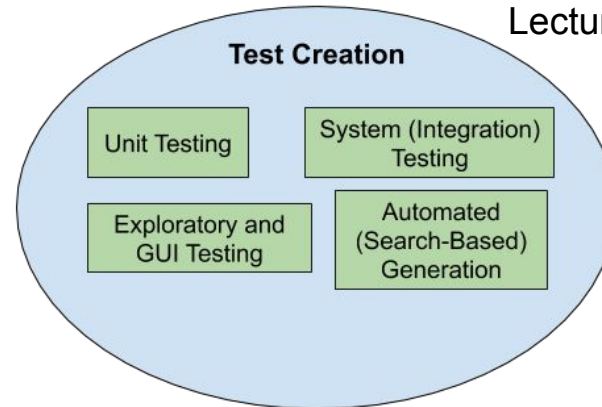 Lectur
Test Creation
Unit Testing
System (Integration)
Testing
Exploratory and
GUI Testing
Automated
(Search-Based)
Generation